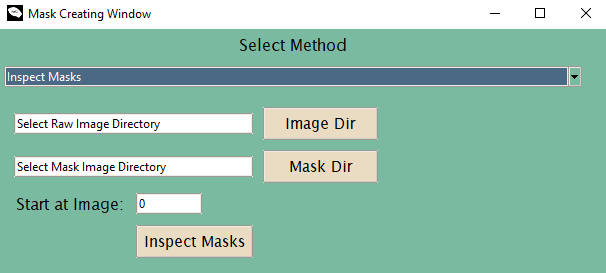 Mask Creating Window
Select Method
Inspect Masks
Select Raw Image Directory
Image Dir
Select Mask Image Directory
Mask Dir
Start at Image: 0
Inspect Masks